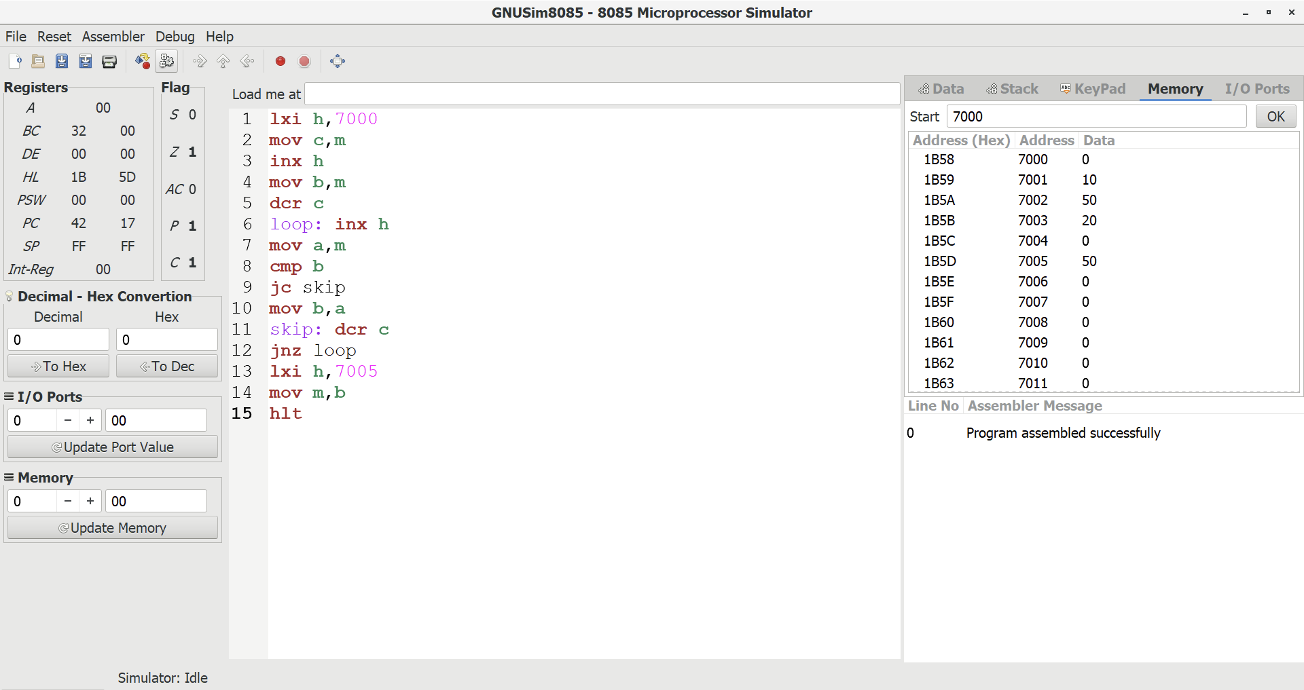 GNUSim8085 - 8085 Microprocessor Simulator
File Reset Assembler Debug Help
Registers
A 00
BC 32 00
DE 00 00
HL 1B 5D
PSW 00 00
PC 42 17
SP FF FF
Int-Reg 00
Flag
S 0
Z 1
AC 0
P 1
C 1
Decimal - Hex Convertion
Decimal Hex
0 0
To Hex To Dec
I/O Ports
0 - + 00
Update Port Value
Memory
0 - + 00
Update Memory
Load me at
1 lxi h,7000
2 mov c,m
3 inx h
4 mov b,m
5 dcr c
6 loop: inx h
7 mov a,m
8 cmp b
9 jc skip
10 mov b,a
11 skip: dcr c
12 jnz loop
13 lxi h,7005
14 mov m,b
15 hlt
Data Stack KeyPad Memory I/O Ports
Start 7000 OK
Address (Hex) Address Data
1B58 7000 0
1B59 7001 10
1B5A 7002 50
1B5B 7003 20
1B5C 7004 0
1B5D 7005 50
1B5E 7006 0
1B5F 7007 0
1B60 7008 0
1B61 7009 0
1B62 7010 0
1B63 7011 0
Line No Assembler Message
0 Program assembled successfully
Simulator: Idle